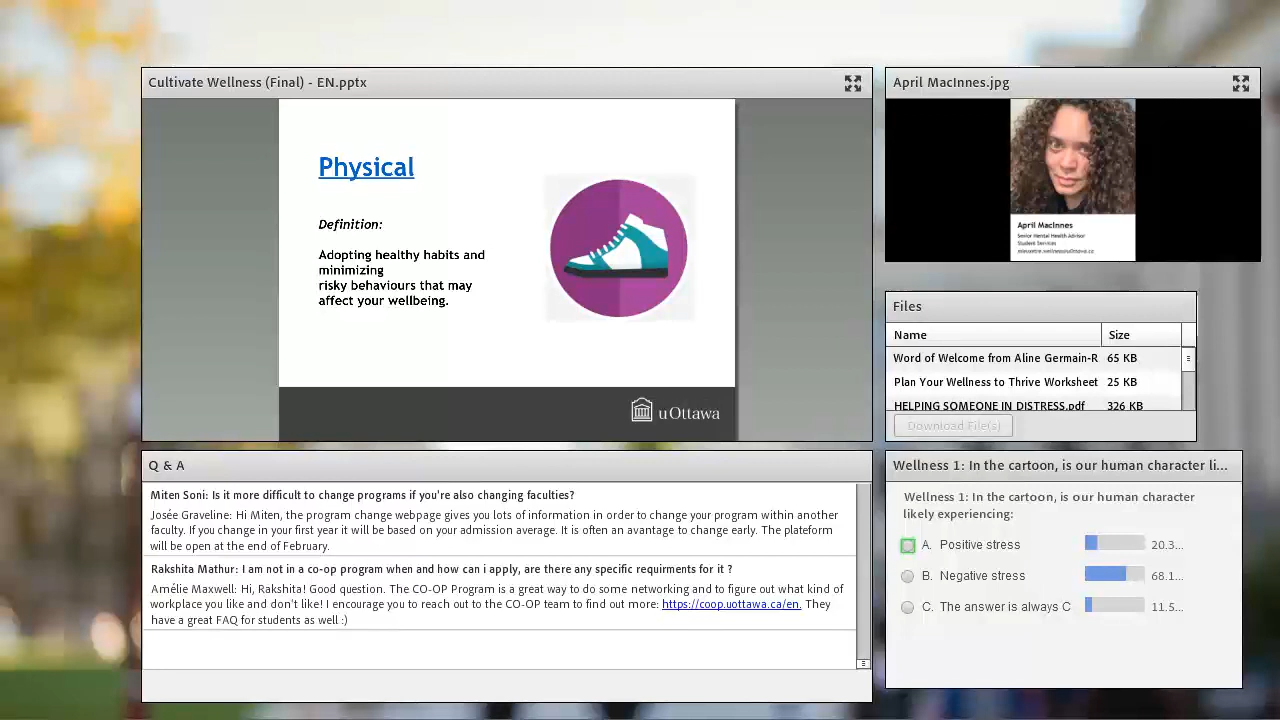 Cultivate Wellness (Final) - EN.pptx
Physical
Definition:
Adopting healthy habits and
minimizing
risky behaviours that may
affect your wellbeing.
uOttawa
April MacInnes.jpg
April MacInnes
Senior Mental Health Advisor
Student Services
Files
Name Size
Word of Welcome from Aline Germain-R 65 KB
Plan Your Wellness to Thrive Worksheet 25 KB
HELPING SOMEONE IN DISTRESS.pdf 326 KB
Download File(s)
Q & A
Miten Soni: Is it more difficult to change programs if you're also changing faculties?
Josée Graveline: Hi Miten, the program change webpage gives you lots of information in order to change your program within another
faculty. If you change in your first year it will be based on your admission average. It is often an avantage to change early. The plateform
will be open at the end of February.
Rakshita Mathur: I am not in a co-op program when and how can i apply, are there any specific requirments for it ?
Amélie Maxwell: Hi, Rakshita! Good question. The CO-OP Program is a great way to do some networking and to figure out what kind of
workplace you like and don't like! I encourage you to reach out to the CO-OP team to find out more: https://coop.uottawa.ca/en. They
have a great FAQ for students as well :)
Wellness 1: In the cartoon, is our human character li...
Wellness 1: In the cartoon, is our human character
likely experiencing:
A. Positive stress 20.3...
B. Negative stress 68.1...
C. The answer is always C 11.5...